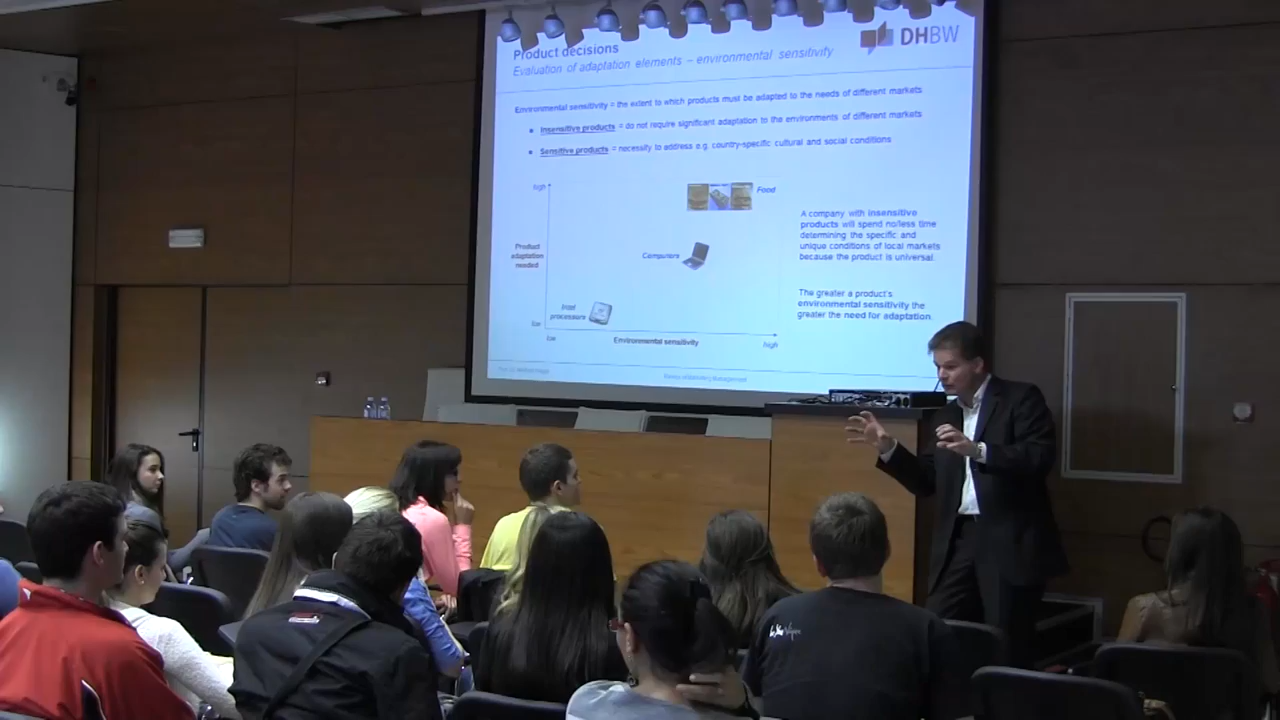 Product decisions
DHBW
Evaluation of adaptation elements – environmental sensitivity
Environmental sensitivity = the extent to which products must be adapted to the needs of different markets
Insensitive products = do not require significant adaptation to the environments of different markets
Sensitive products = necessity to address e.g. country-specific cultural and social conditions
high
Food
Product
adaptation
needed
Computers
Intel
processors
low
low
Environmental sensitivity
high
A company with insensitive
products will spend no/less time
determining the specific and
unique conditions of local markets
because the product is universal.
The greater a product's
environmental sensitivity the
greater the need for adaptation.